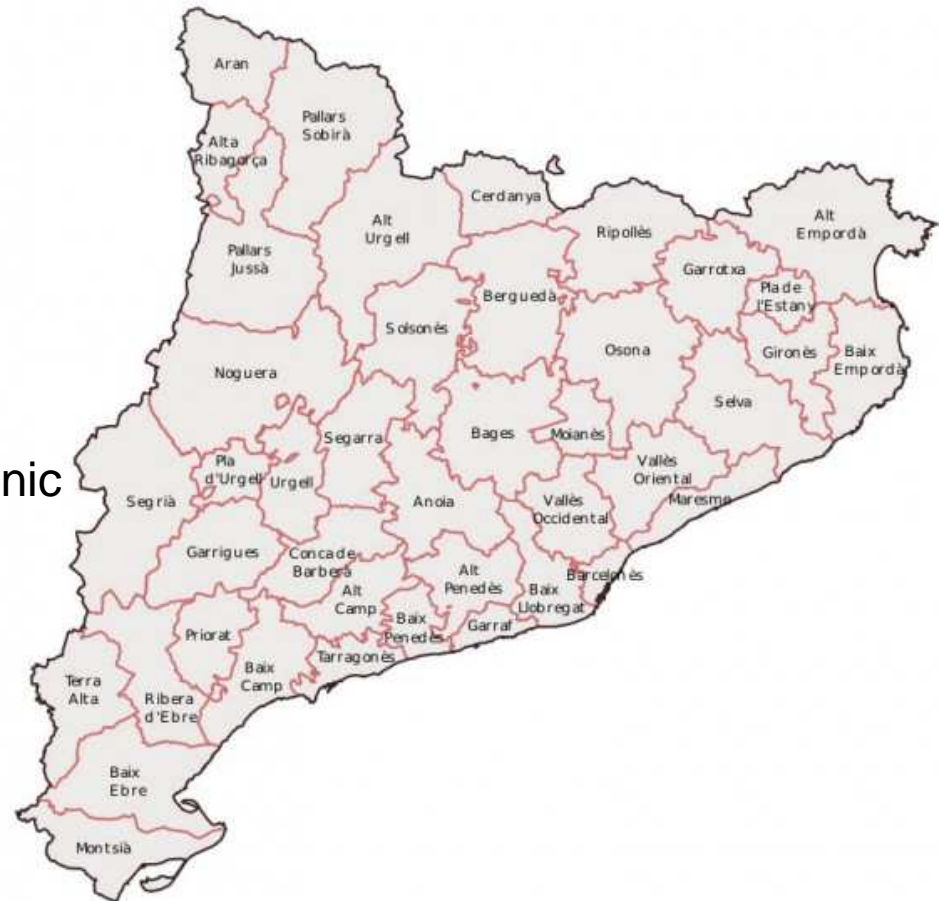 Aran
Pallars
Sobirà
Alta
Ribagorça
Cerdanya
Alt
Urgell
Ripollès
Alt
Empordà
Pallars
Jussà
Garrotxa
Pla de
l'Estany
Berguedà
Solsonès
Osona
Gironès
Baix
Empordà
Noguera
Selva
Segarra
Bages
Moianès
nic
Pla
d'Urgell
Urgell
Vallès
Oriental
Segrià
Anoia
Vallès
Occidental
Maresme
Garrigues
Conca de
Barberà
Alt
Penedès
Barcelonès
Alt
Camp
Baix
Llobregat
Baix
Penedès
Garraf
Priorat
Tarragonès
Baix
Camp
Terra
Alta
Ribera
d'Ebre
Baix
Ebre
Montsià